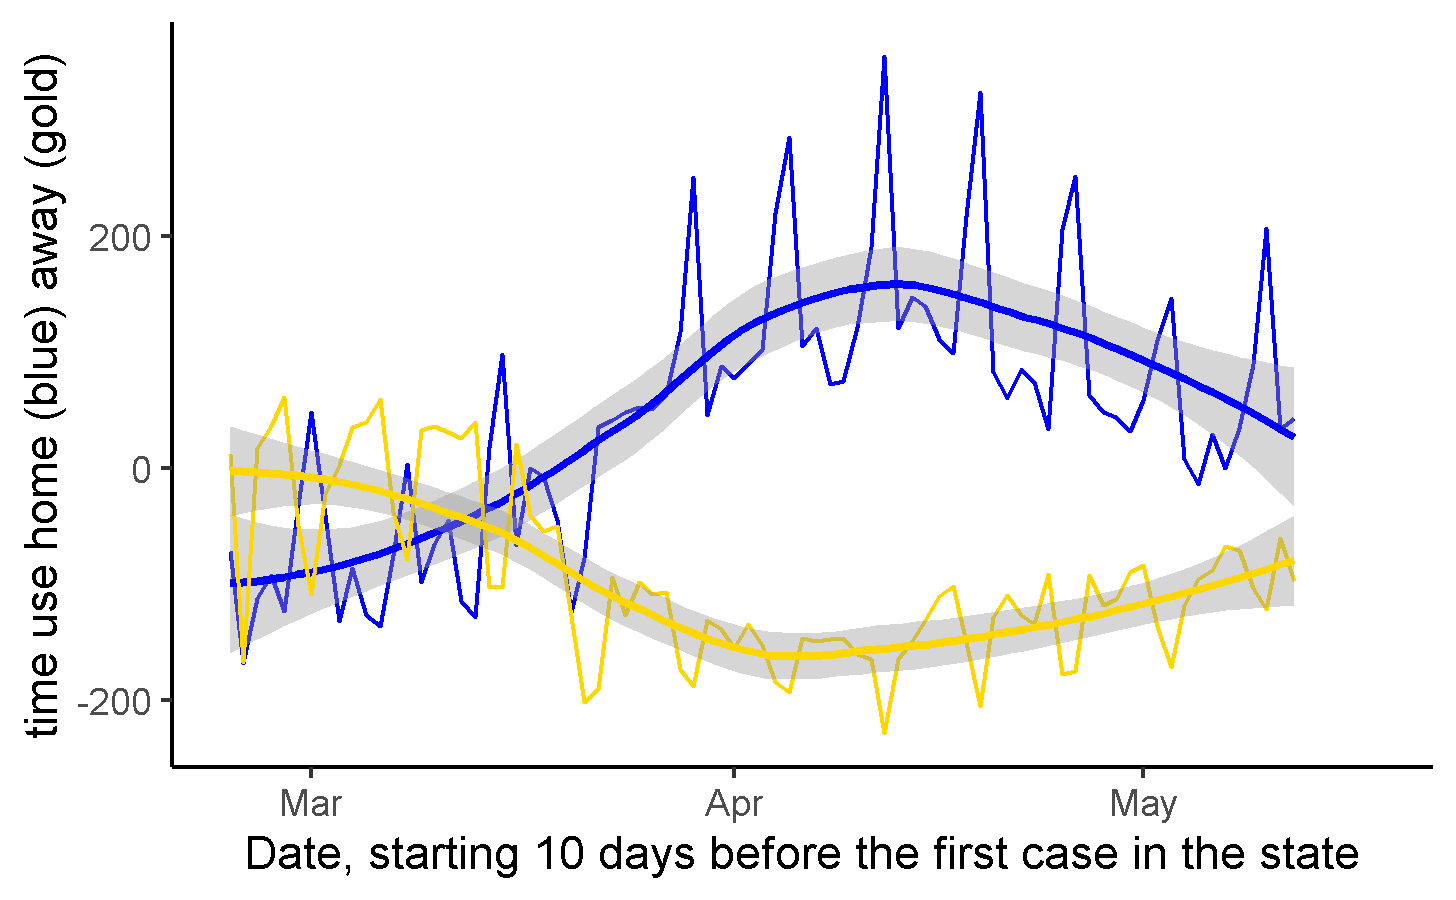 time use home (blue) away (gold)
200
0
-200
Mar
Apr
May
Date, starting 10 days before the first case in the state